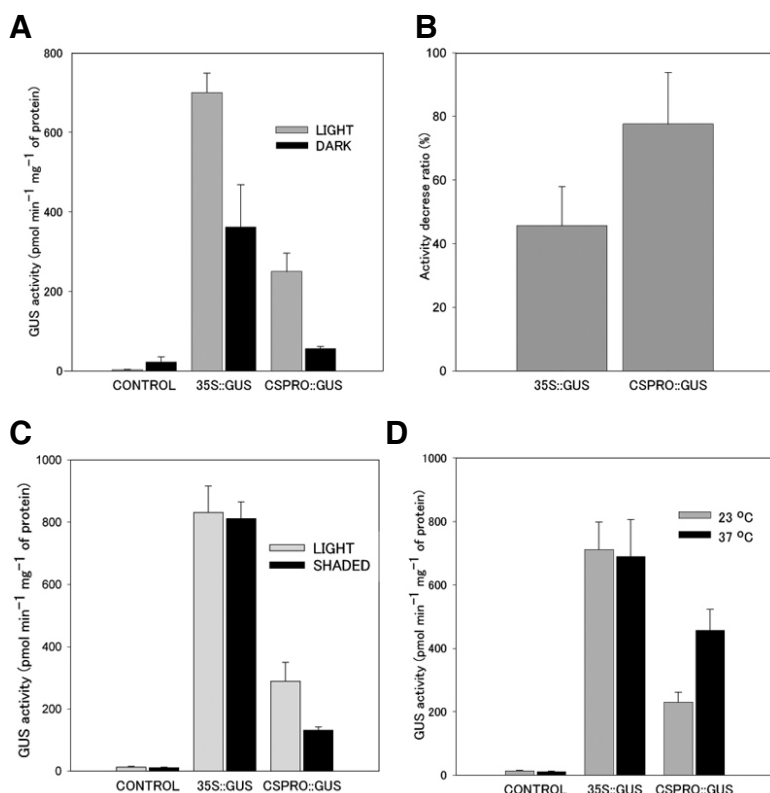 A
GUS activity (pmol min⁻¹ mg⁻¹ of protein)
800
600
400
200
0
LIGHT
DARK
CONTROL 35S::GUS CSPRO::GUS
B
Activity decrese ratio (%)
100
80
60
40
20
0
35S::GUS CSPRO::GUS
C
GUS activity (pmol min⁻¹ mg⁻¹ of protein)
1000
800
600
400
200
0
LIGHT
SHADED
CONTROL 35S::GUS CSPRO::GUS
D
GUS activity (pmol min⁻¹ mg⁻¹ of protein)
1000
800
600
400
200
0
23 ºC
37 ºC
CONTROL 35S::GUS CSPRO::GUS